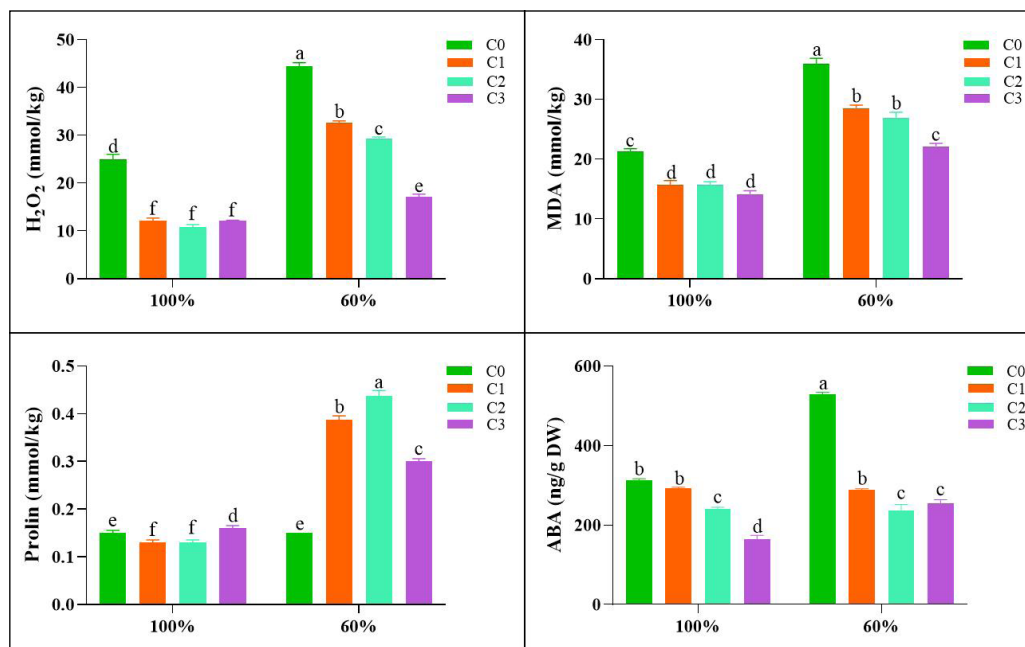 50
40
30
20
10
0
H₂O₂ (mmol/kg)
d
f
f
f
a
b
c
e
100%
60%
C0
C1
C2
C3
40
30
20
10
0
MDA (mmol/kg)
c
d
d
d
a
b
b
c
100%
60%
C0
C1
C2
C3
0.5
0.4
0.3
0.2
0.1
0.0
Prolin (mmol/kg)
e
f
f
d
e
b
a
c
100%
60%
C0
C1
C2
C3
600
400
200
0
ABA (ng/g DW)
b
b
c
d
a
b
c
c
100%
60%
C0
C1
C2
C3